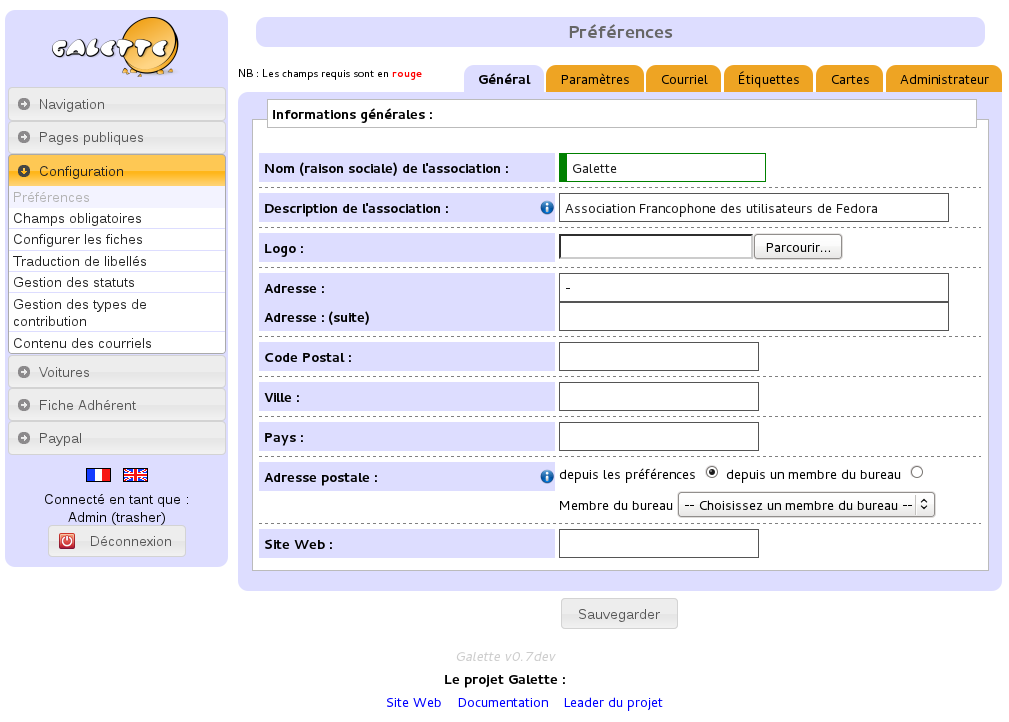 GALETTE
Navigation
Pages publiques
Configuration
Préférences
Champs obligatoires
Configurer les fiches
Traduction de libellés
Gestion des statuts
Gestion des types de
contribution
Contenu des courriels
Voitures
Fiche Adhérent
Paypal
Connecté en tant que :
Admin (trasher)
Déconnexion
Préférences
NB : Les champs requis sont en rouge
Général Paramètres Courriel Étiquettes Cartes Administrateur
Informations générales :
Nom (raison sociale) de l'association : Galette
Description de l'association : Association Francophone des utilisateurs de Fedora
Logo : Parcourir...
Adresse : -
Adresse : (suite)
Code Postal :
Ville :
Pays :
Adresse postale : depuis les préférences depuis un membre du bureau
Membre du bureau -- Choisissez un membre du bureau --
Site Web :
Sauvegarder
Galette v0.7dev
Le projet Galette :
Site Web Documentation Leader du projet